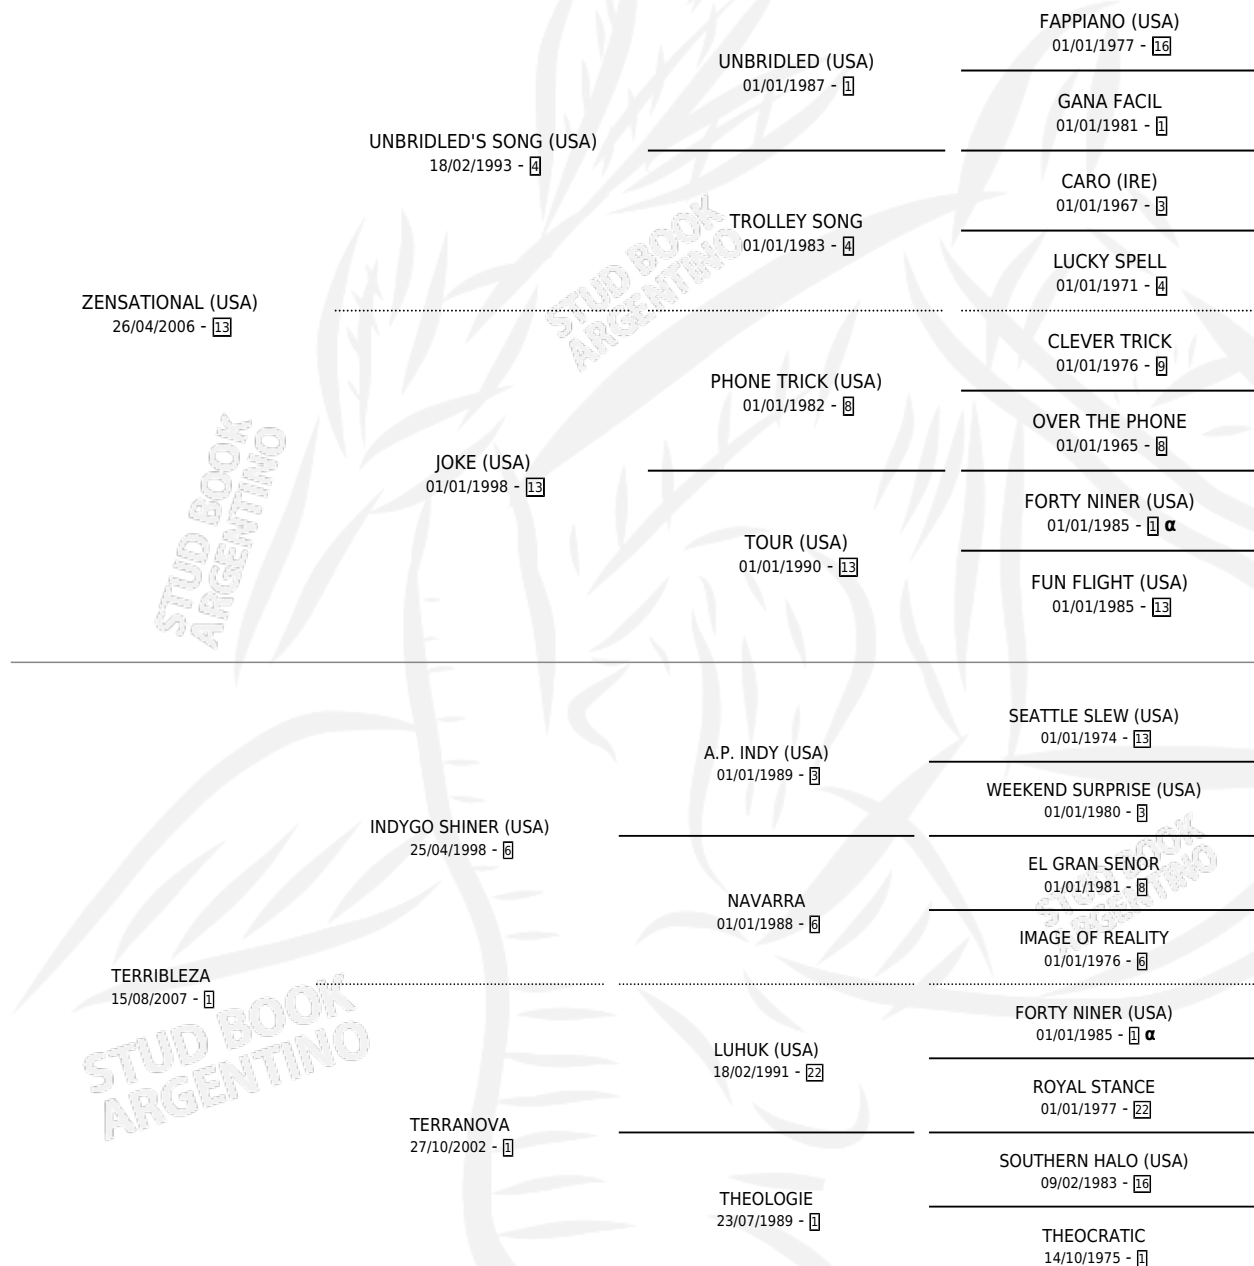 FAPPIANO (USA)
01/01/1977 - 16
UNBRIDLED (USA)
01/01/1987 - 1
GANA FACIL
01/01/1981 - 1
UNBRIDLED'S SONG (USA)
18/02/1993 - 4
CARO (IRE)
01/01/1967 - 3
TROLLEY SONG
01/01/1983 - 4
LUCKY SPELL
01/01/1971 - 4
ZENSATIONAL (USA)
26/04/2006 - 13
CLEVER TRICK
01/01/1976 - 9
PHONE TRICK (USA)
01/01/1982 - 8
OVER THE PHONE
01/01/1965 - 8
JOKE (USA)
01/01/1998 - 13
FORTY NINER (USA)
01/01/1985 - 1 α
TOUR (USA)
01/01/1990 - 13
FUN FLIGHT (USA)
01/01/1985 - 13
SEATTLE SLEW (USA)
01/01/1974 - 13
A.P. INDY (USA)
01/01/1989 - 3
WEEKEND SURPRISE (USA)
01/01/1980 - 3
INDYGO SHINER (USA)
25/04/1998 - 6
EL GRAN SENOR
01/01/1981 - 8
NAVARRA
01/01/1988 - 6
IMAGE OF REALITY
01/01/1976 - 6
TERRIBLEZA
15/08/2007 - 1
FORTY NINER (USA)
01/01/1985 - 1 α
LUHUK (USA)
18/02/1991 - 22
ROYAL STANCE
01/01/1977 - 22
TERRANOVA
27/10/2002 - 1
SOUTHERN HALO (USA)
09/02/1983 - 16
THEOLOGIE
23/07/1989 - 1
THEOCRATIC
14/10/1975 - 1
STUD BOOK
ARGENTINO
STUD BOOK
ARGENTINO
STUD BOOK
ARGENTINO
STUD BOOK
ARGENTINO